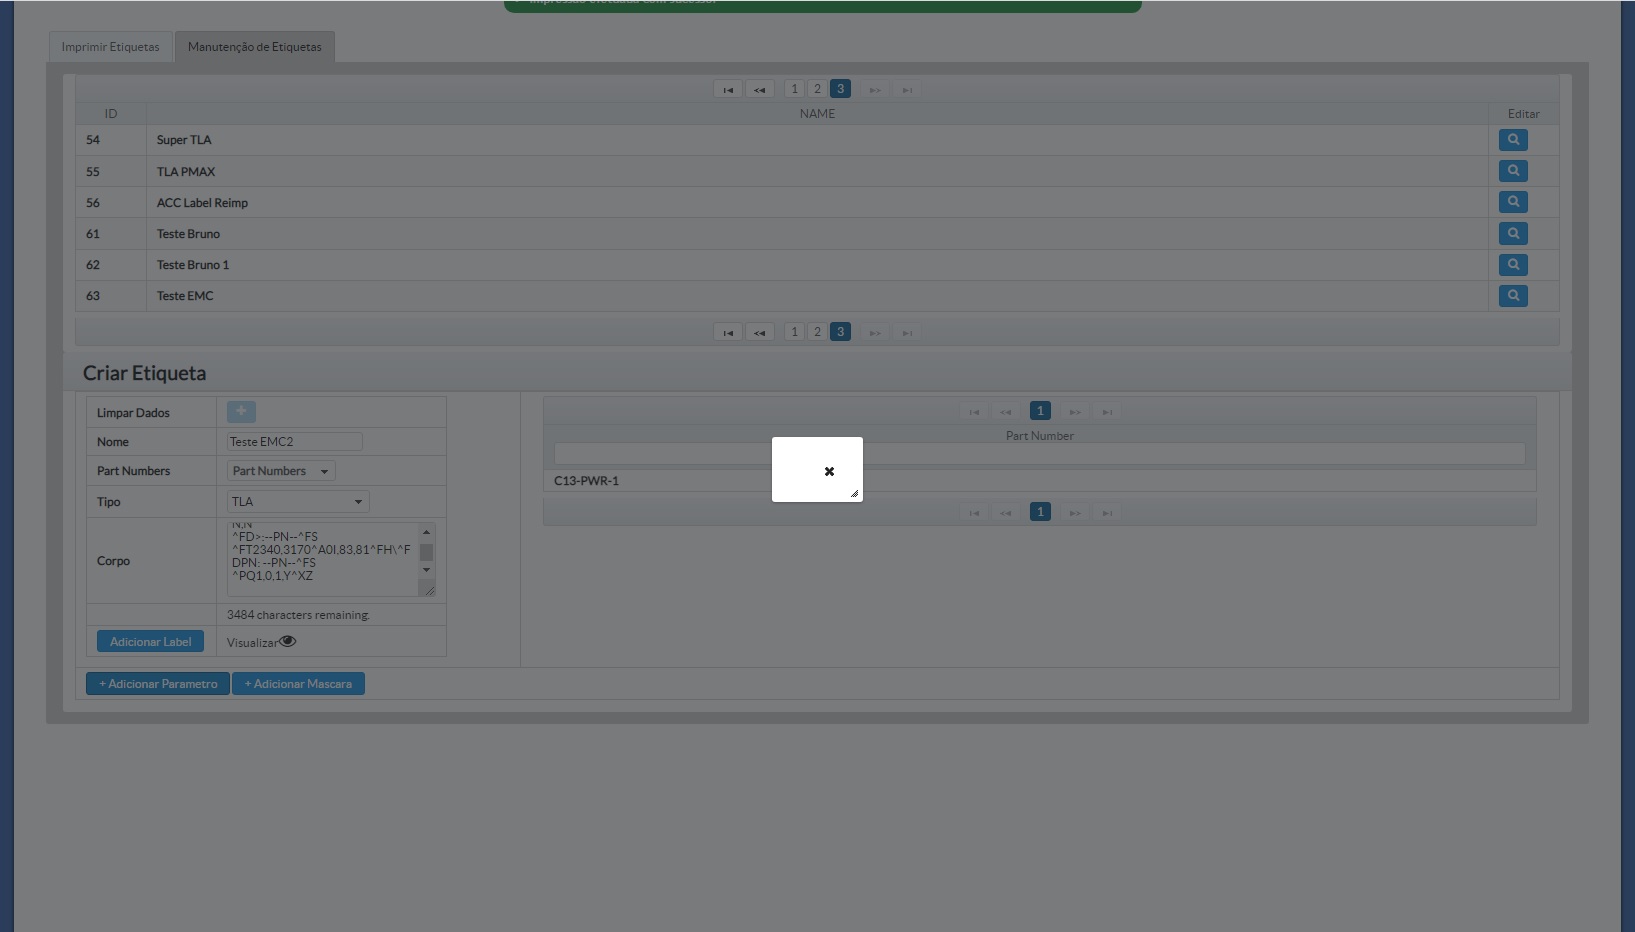 Imprimir Etiquetas
Manutenção de Etiquetas
1 2 3
ID NAME Editar
54 Super TLA
55 TLA PMAX
56 ACC Label Reimp
61 Teste Bruno
62 Teste Bruno 1
63 Teste EMC
1 2 3
Criar Etiqueta
Limpar Dados
Nome Teste EMC2
Part Numbers Part Numbers
Tipo TLA
Corpo
N,N
^FD>:--PN--^FS
^FT2340,3170^A0I,83,81^FH\^F
DPN: --PN--^FS
^PQ1,0,1,Y^XZ
3484 characters remaining.
Adicionar Label Visualizar
+ Adicionar Parametro + Adicionar Mascara
1
Part Number
C13-PWR-1
1